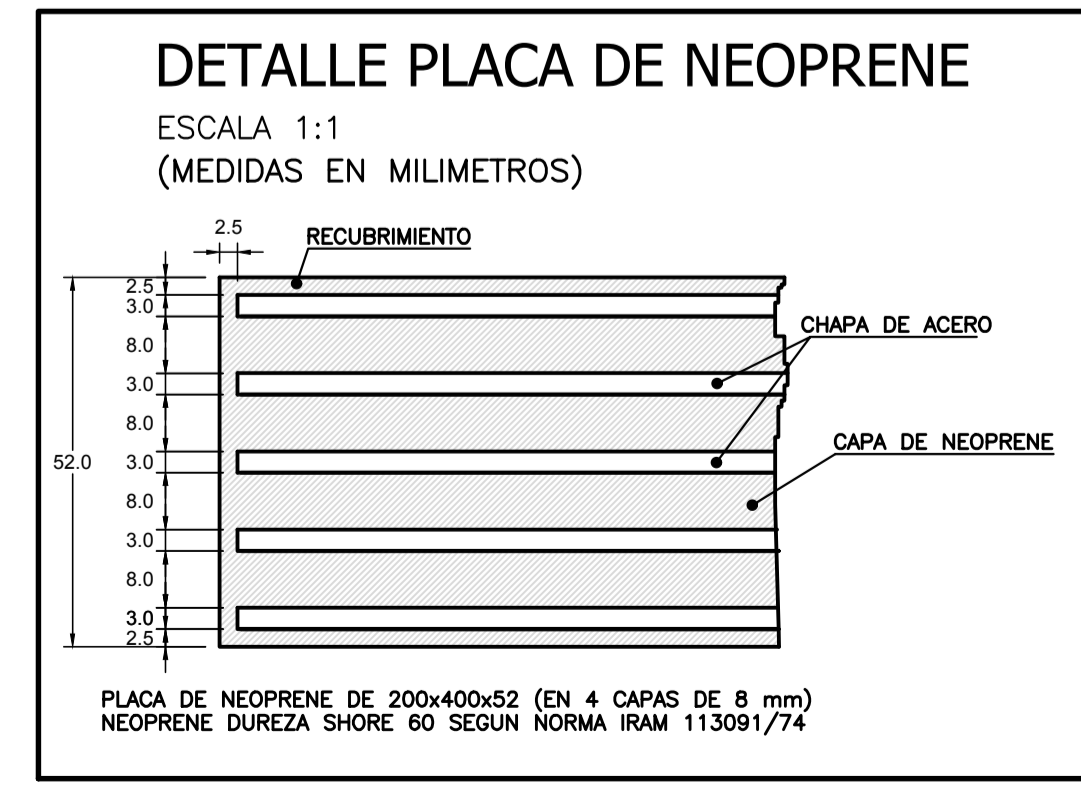 DETALLE PLACA DE NEOPRENE
ESCALA 1:1
(MEDIDAS EN MILIMETROS)
2.5
RECUBRIMIENTO
2.5
3.0
CHAPA DE ACERO
8.0
3.0
8.0
CAPA DE NEOPRENE
52.0
3.0
8.0
3.0
8.0
3.0
2.5
PLACA DE NEOPRENE DE 200x400x52 (EN 4 CAPAS DE 8 mm)
NEOPRENE DUREZA SHORE 60 SEGUN NORMA IRAM 113091/74